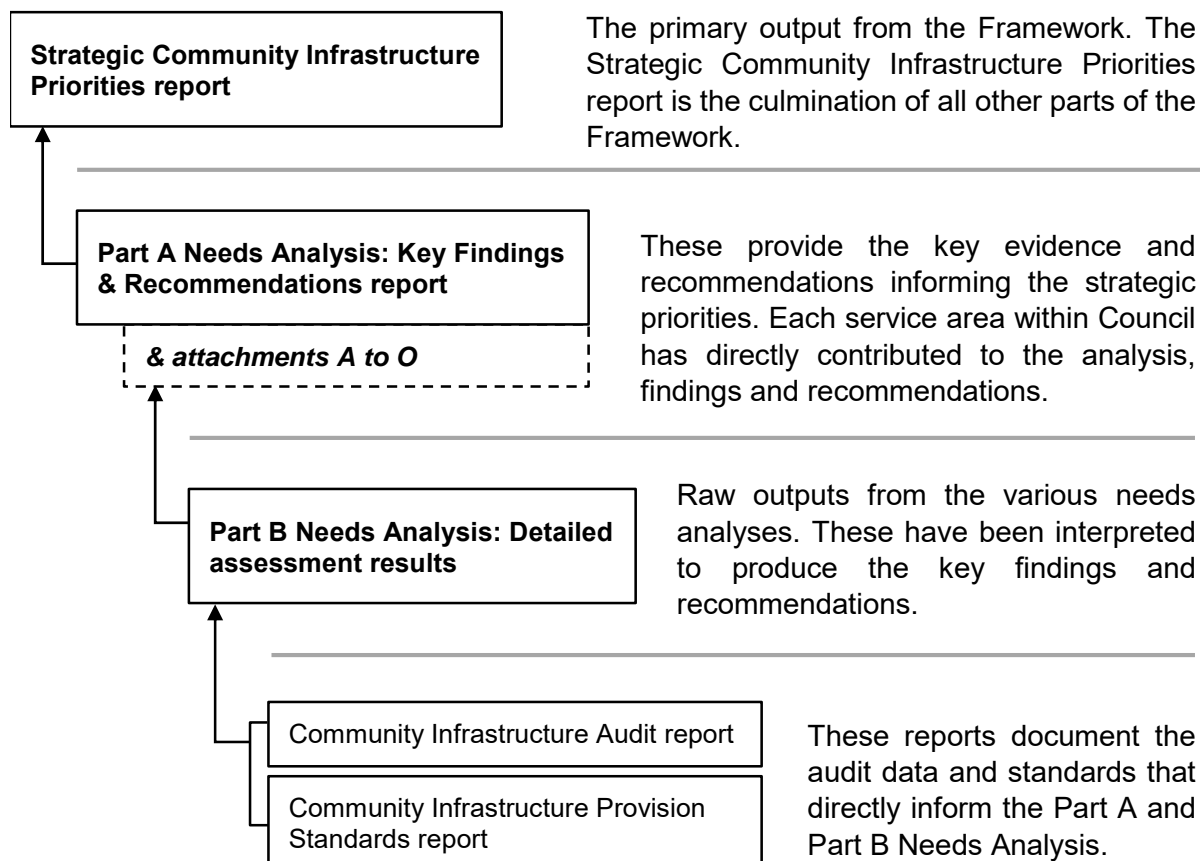 Strategic Community Infrastructure
Priorities report
The primary output from the Framework. The
Strategic Community Infrastructure Priorities
report is the culmination of all other parts of the
Framework.
Part A Needs Analysis: Key Findings
& Recommendations report
& attachments A to O
These provide the key evidence and
recommendations informing the strategic
priorities. Each service area within Council
has directly contributed to the analysis,
findings and recommendations.
Part B Needs Analysis: Detailed
assessment results
Raw outputs from the various needs
analyses. These have been interpreted
to produce the key findings and
recommendations.
Community Infrastructure Audit report
Community Infrastructure Provision
Standards report
These reports document the
audit data and standards that
directly inform the Part A and
Part B Needs Analysis.